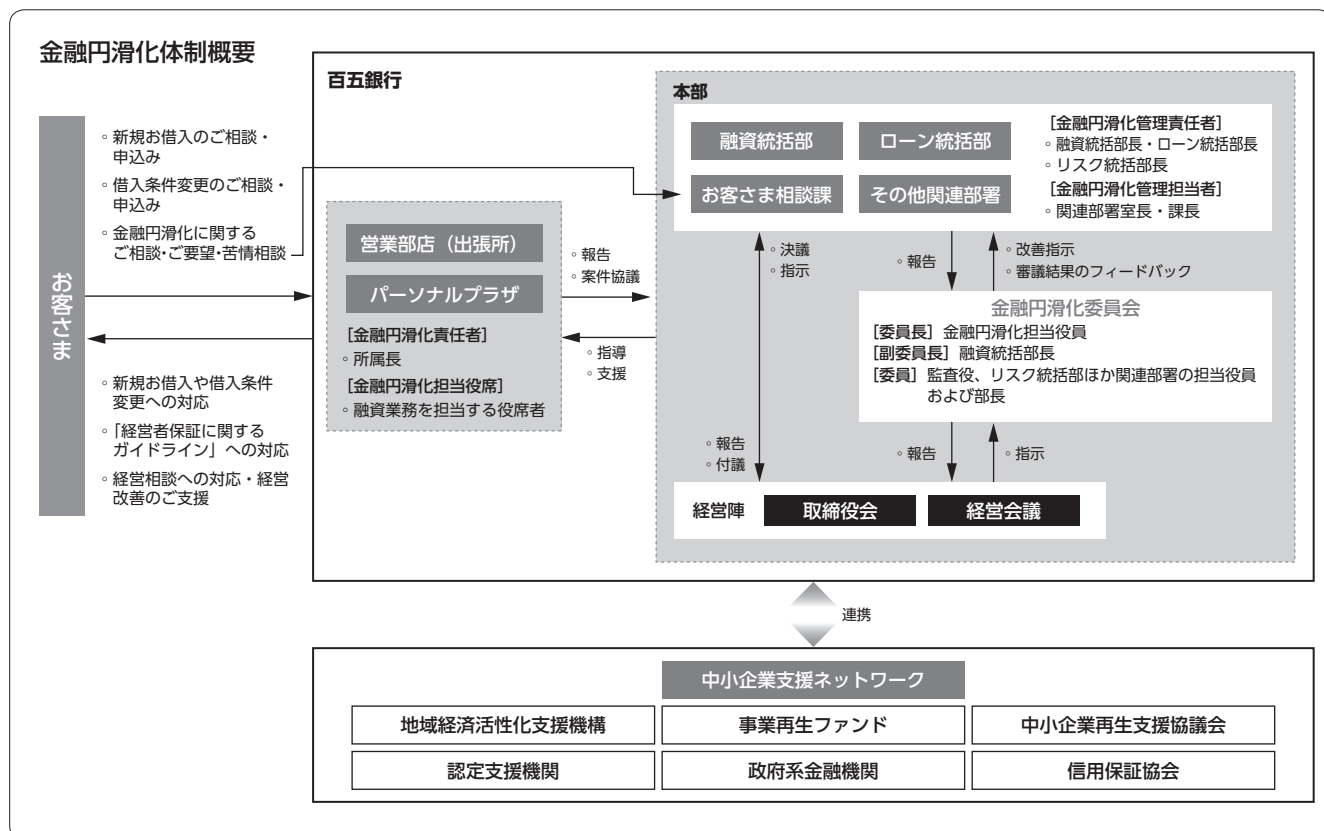 金融円滑化体制概要
お客さま
◦ 新規お借入のご相談・
申込み
◦ 借入条件変更のご相談・
申込み
◦ 金融円滑化に関する
ご相談・ご要望・苦情相談
◦ 新規お借入や借入条件
変更への対応
◦ 「経営者保証に関する
ガイドライン」への対応
◦ 経営相談への対応・経営
改善のご支援
百五銀行
営業部店（出張所）
パーソナルプラザ
[金融円滑化責任者]
◦ 所属長
[金融円滑化担当役席]
◦ 融資業務を担当する役席者
◦ 報告
◦ 案件協議
◦ 指導
◦ 支援
本部
融資統括部
ローン統括部
お客さま相談課
その他関連部署
[金融円滑化管理責任者]
◦ 融資統括部長・ローン統括部長
◦ リスク統括部長
[金融円滑化管理担当者]
◦ 関連部署室長・課長
◦ 決議
◦ 指示
◦ 報告
◦ 改善指示
◦ 審議結果のフィードバック
金融円滑化委員会
[委員長] 金融円滑化担当役員
[副委員長] 融資統括部長
[委員] 監査役、リスク統括部ほか関連部署の担当役員
および部長
◦ 報告
◦ 付議
◦ 報告
◦ 指示
経営陣
取締役会
経営会議
連携
中小企業支援ネットワーク
地域経済活性化支援機構
事業再生ファンド
中小企業再生支援協議会
認定支援機関
政府系金融機関
信用保証協会